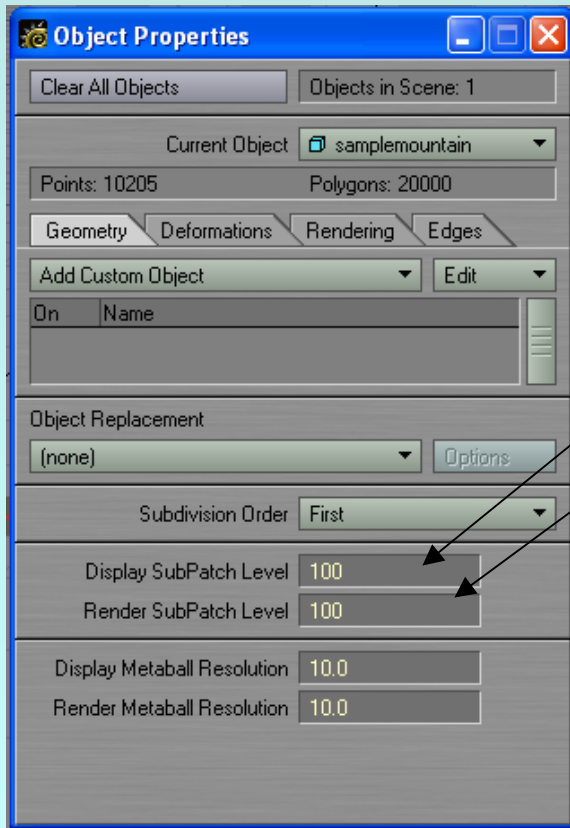 Object Properties
Clear All Objects Objects in Scene: 1
Current Object samplemountain
Points: 10205 Polygons: 20000
Geometry Deformations Rendering Edges
Add Custom Object Edit
On Name
Object Replacement
(none) Options
Subdivision Order First
Display SubPatch Level 100
Render SubPatch Level 100
Display Metaball Resolution 10.0
Render Metaball Resolution 10.0